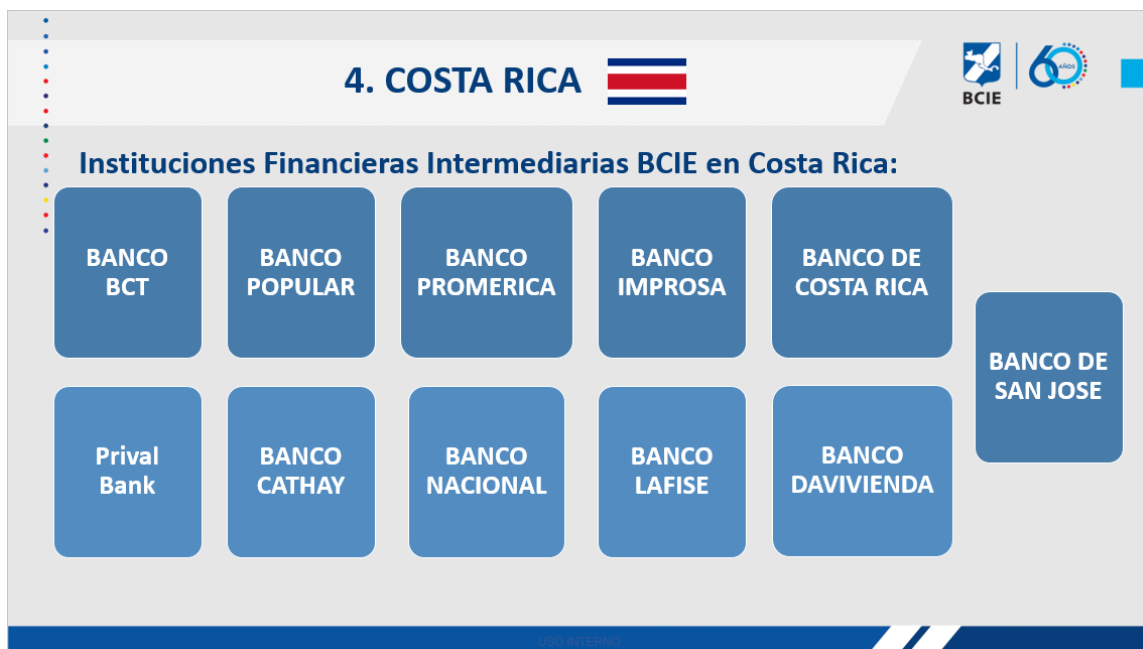 4. COSTA RICA
BCIE
60
AÑOS
Instituciones Financieras Intermediarias BCIE en Costa Rica:
BANCO
BCT
BANCO
POPULAR
BANCO
PROMERICA
BANCO
IMPROSA
BANCO DE
COSTA RICA
BANCO DE
SAN JOSE
Prival
Bank
BANCO
CATHAY
BANCO
NACIONAL
BANCO
LAFISE
BANCO
DAVIVIENDA
USO INTERNO